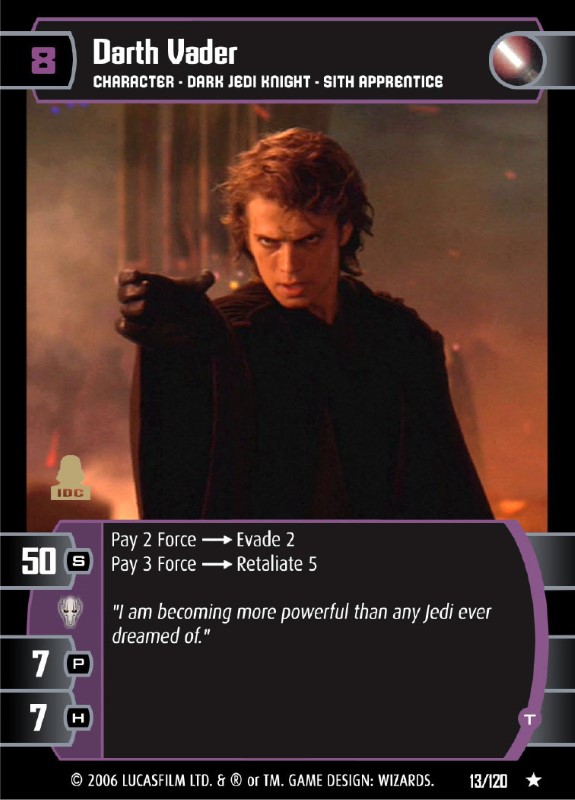 8
Darth Vader
CHARACTER - DARK JEDI KNIGHT - SITH APPRENTICE
IDC
Pay 2 Force → Evade 2
Pay 3 Force → Retaliate 5
50 S
"I am becoming more powerful than any Jedi ever
dreamed of."
7 P
7 H
T
© 2006 LUCASFILM LTD. & ® or TM. GAME DESIGN: WIZARDS. 13/120 ★